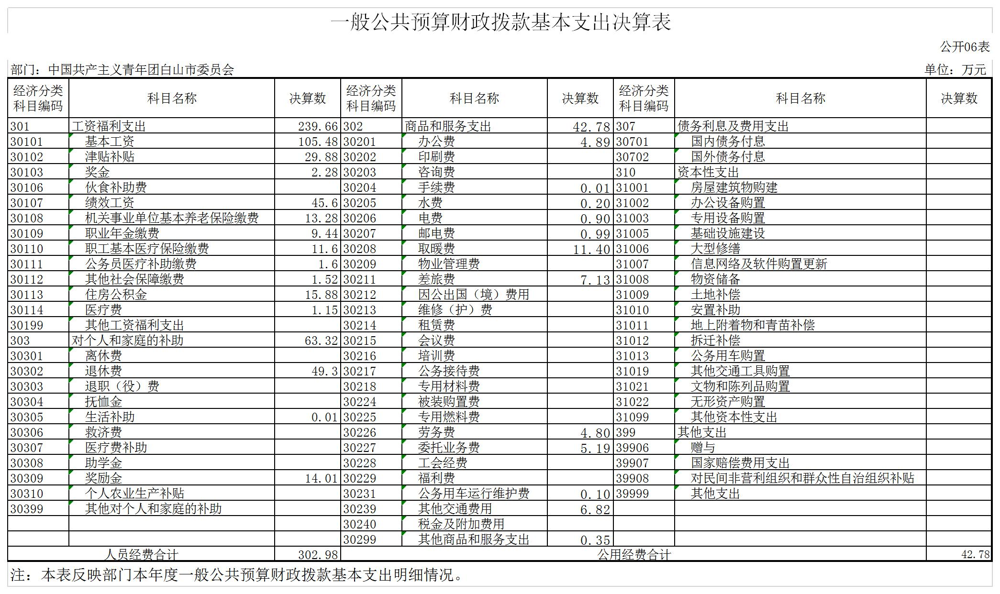 一般公共预算财政拨款基本支出决算表
公开06表
部门：中国共产主义青年团白山市委员会 单位：万元
经济分类科目编码 科目名称 决算数 经济分类科目编码 科目名称 决算数 经济分类科目编码 科目名称 决算数
301 工资福利支出 239.66 302 商品和服务支出 42.78 307 债务利息及费用支出
30101 基本工资 105.48 30201 办公费 4.89 30701 国内债务付息
30102 津贴补贴 29.88 30202 印刷费 30702 国外债务付息
30103 奖金 2.28 30203 咨询费 310 资本性支出
30106 伙食补助费 30204 手续费 0.01 31001 房屋建筑物购建
30107 绩效工资 45.6 30205 水费 0.20 31002 办公设备购置
30108 机关事业单位基本养老保险缴费 13.28 30206 电费 0.90 31003 专用设备购置
30109 职业年金缴费 9.44 30207 邮电费 0.99 31005 基础设施建设
30110 职工基本医疗保险缴费 11.6 30208 取暖费 11.40 31006 大型修缮
30111 公务员医疗补助缴费 1.6 30209 物业管理费 31007 信息网络及软件购置更新
30112 其他社会保障缴费 1.52 30211 差旅费 7.13 31008 物资储备
30113 住房公积金 15.88 30212 因公出国（境）费用 31009 土地补偿
30114 医疗费 1.15 30213 维修（护）费 31010 安置补助
30199 其他工资福利支出 30214 租赁费 31011 地上附着物和青苗补偿
303 对个人和家庭的补助 63.32 30215 会议费 31012 拆迁补偿
30301 离休费 30216 培训费 31013 公务用车购置
30302 退休费 49.3 30217 公务接待费 31019 其他交通工具购置
30303 退职（役）费 30218 专用材料费 31021 文物和陈列品购置
30304 抚恤金 30224 被装购置费 31022 无形资产购置
30305 生活补助 0.01 30225 专用燃料费 31099 其他资本性支出
30306 救济费 30226 劳务费 4.80 399 其他支出
30307 医疗费补助 30227 委托业务费 5.19 39906 赠与
30308 助学金 30228 工会经费 39907 国家赔偿费用支出
30309 奖励金 14.01 30229 福利费 39908 对民间非营利组织和群众性自治组织补贴
30310 个人农业生产补贴 30231 公务用车运行维护费 0.10 39999 其他支出
30399 其他对个人和家庭的补助 30239 其他交通费用 6.82
30240 税金及附加费用
30299 其他商品和服务支出 0.35
人员经费合计 302.98 公用经费合计 42.78
注：本表反映部门本年度一般公共预算财政拨款基本支出明细情况。